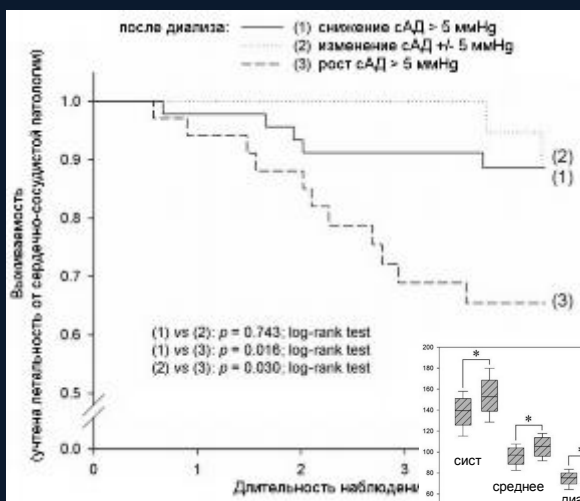 после диализа:
(1) снижение сАД > 5 mmHg
(2) изменение сАД +/- 5 mmHg
(3) рост сАД > 5 mmHg
Выживаемость
(учтена летальность от сердечно-сосудистой патологии)
1.0
0.9
0.8
0.7
0.6
0.5
0.0
(2)
(1)
(3)
(1) vs (2): p = 0.743; log-rank test
(1) vs (3): p = 0.016; log-rank test
(2) vs (3): p = 0.030; log-rank test
0 1 2 3
Длительность наблюдени
200
180
160
140
120
100
80
60
*
*
сист
среднее